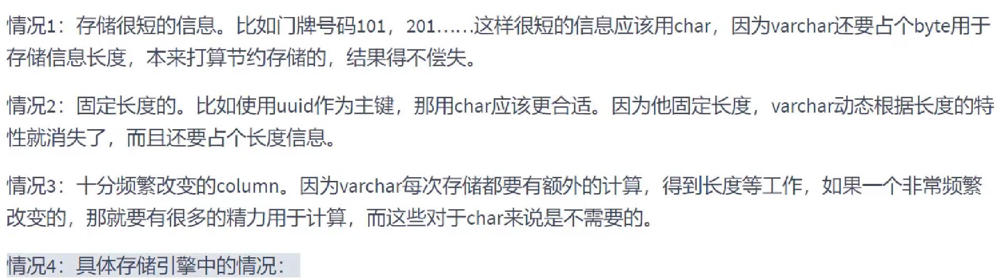 情况1：存储很短的信息。比如门牌号码101，201……这样很短的信息应该用char，因为varchar还要占个byte用于
存储信息长度，本来打算节约存储的，结果得不偿失。
情况2：固定长度的。比如使用uuid作为主键，那用char应该更合适。因为他固定长度，varchar动态根据长度的特
性就消失了，而且还要占个长度信息。
情况3：十分频繁改变的column。因为varchar每次存储都要有额外的计算，得到长度等工作，如果一个非常频繁
改变的，那就要有很多的精力用于计算，而这些对于char来说是不需要的。
情况4：具体存储引擎中的情况：